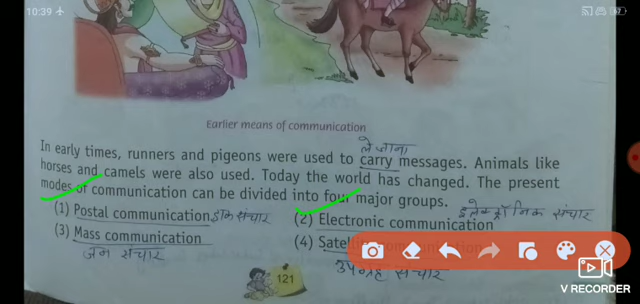 10:39
67
Earlier means of communication
ले जाना
In early times, runners and pigeons were used to carry messages. Animals like
horses and camels were also used. Today the world has changed. The present
modes of communication can be divided into four major groups.
(1) Postal communication डाक संचार (2) Electronic communication इलेक्ट्रॉनिक संचार
(3) Mass communication (4) Satellite communication
जन संचार उपग्रह संचार
121
V RECORDER